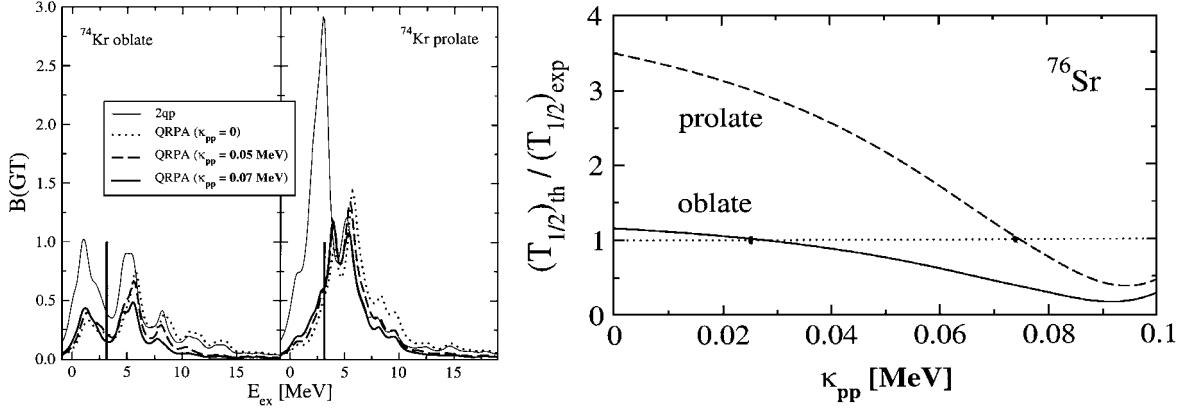 3.0
2.5
2.0
1.5
1.0
0.5
0.0
B(GT)
⁷⁴Kr oblate
⁷⁴Kr prolate
2qp
QRPA (κpp = 0)
QRPA (κpp = 0.05 MeV)
QRPA (κpp = 0.07 MeV)
0 5 10 15 0 5 10 15
Eex [MeV]
4
3
2
1
0
(T1/2)th / (T1/2)exp
⁷⁶Sr
prolate
oblate
0 0.02 0.04 0.06 0.08 0.1
κpp [MeV]